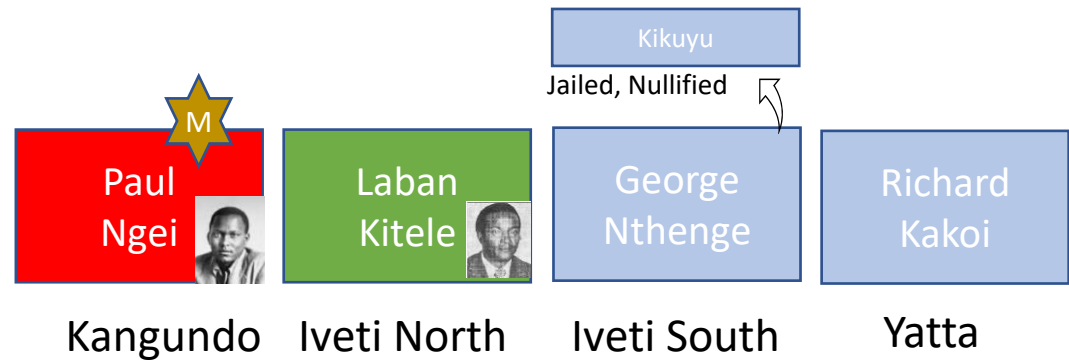 Kikuyu
Jailed, Nullified
M
Paul
Ngei
Laban
Kitele
George
Nthenge
Richard
Kakoi
Kangundo
Iveti North
Iveti South
Yatta